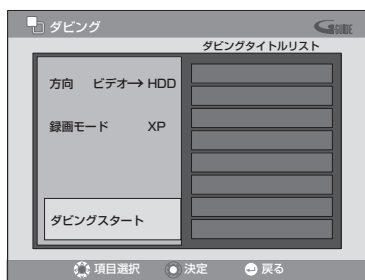 ダビング
G GUIDE
ダビングタイトルリスト
方向 ビデオ→ HDD
録画モード XP
ダビングスタート
項目選択 決定 戻る